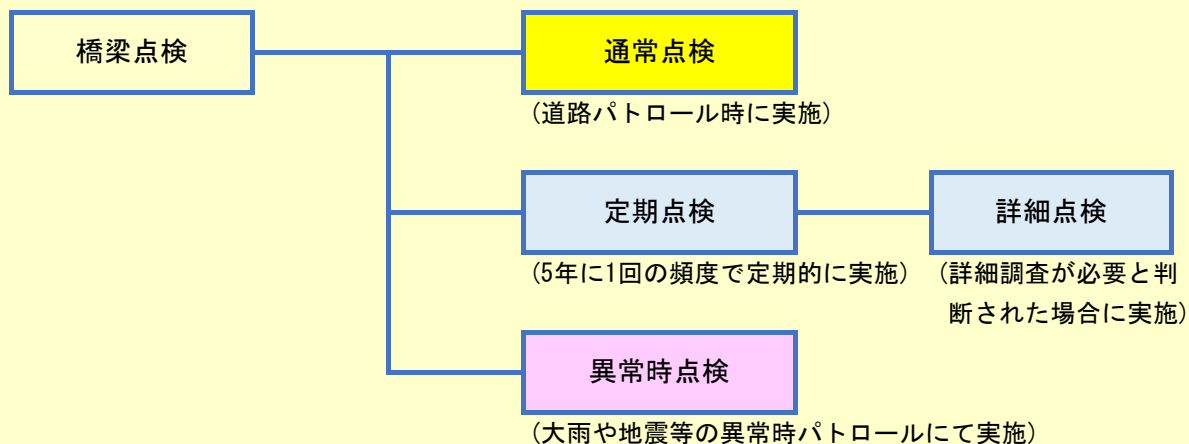 橋梁点検
通常点検
(道路パトロール時に実施)
定期点検
(5年に1回の頻度で定期的に実施)
詳細点検
(詳細調査が必要と判
断された場合に実施)
異常時点検
(大雨や地震等の異常時パトロールにて実施)